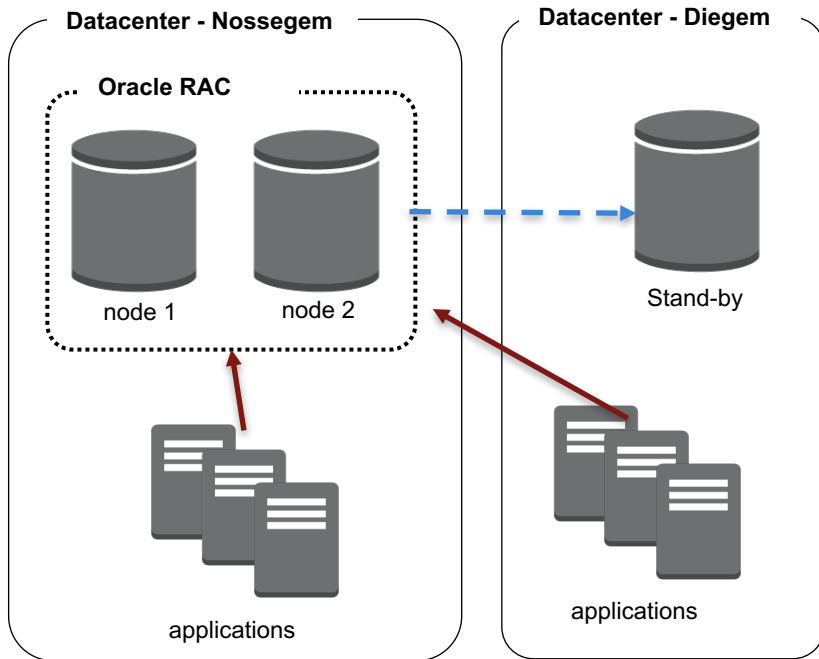 Datacenter - Nossegem
Datacenter - Diegem
Oracle RAC
node 1
node 2
Stand-by
applications
applications